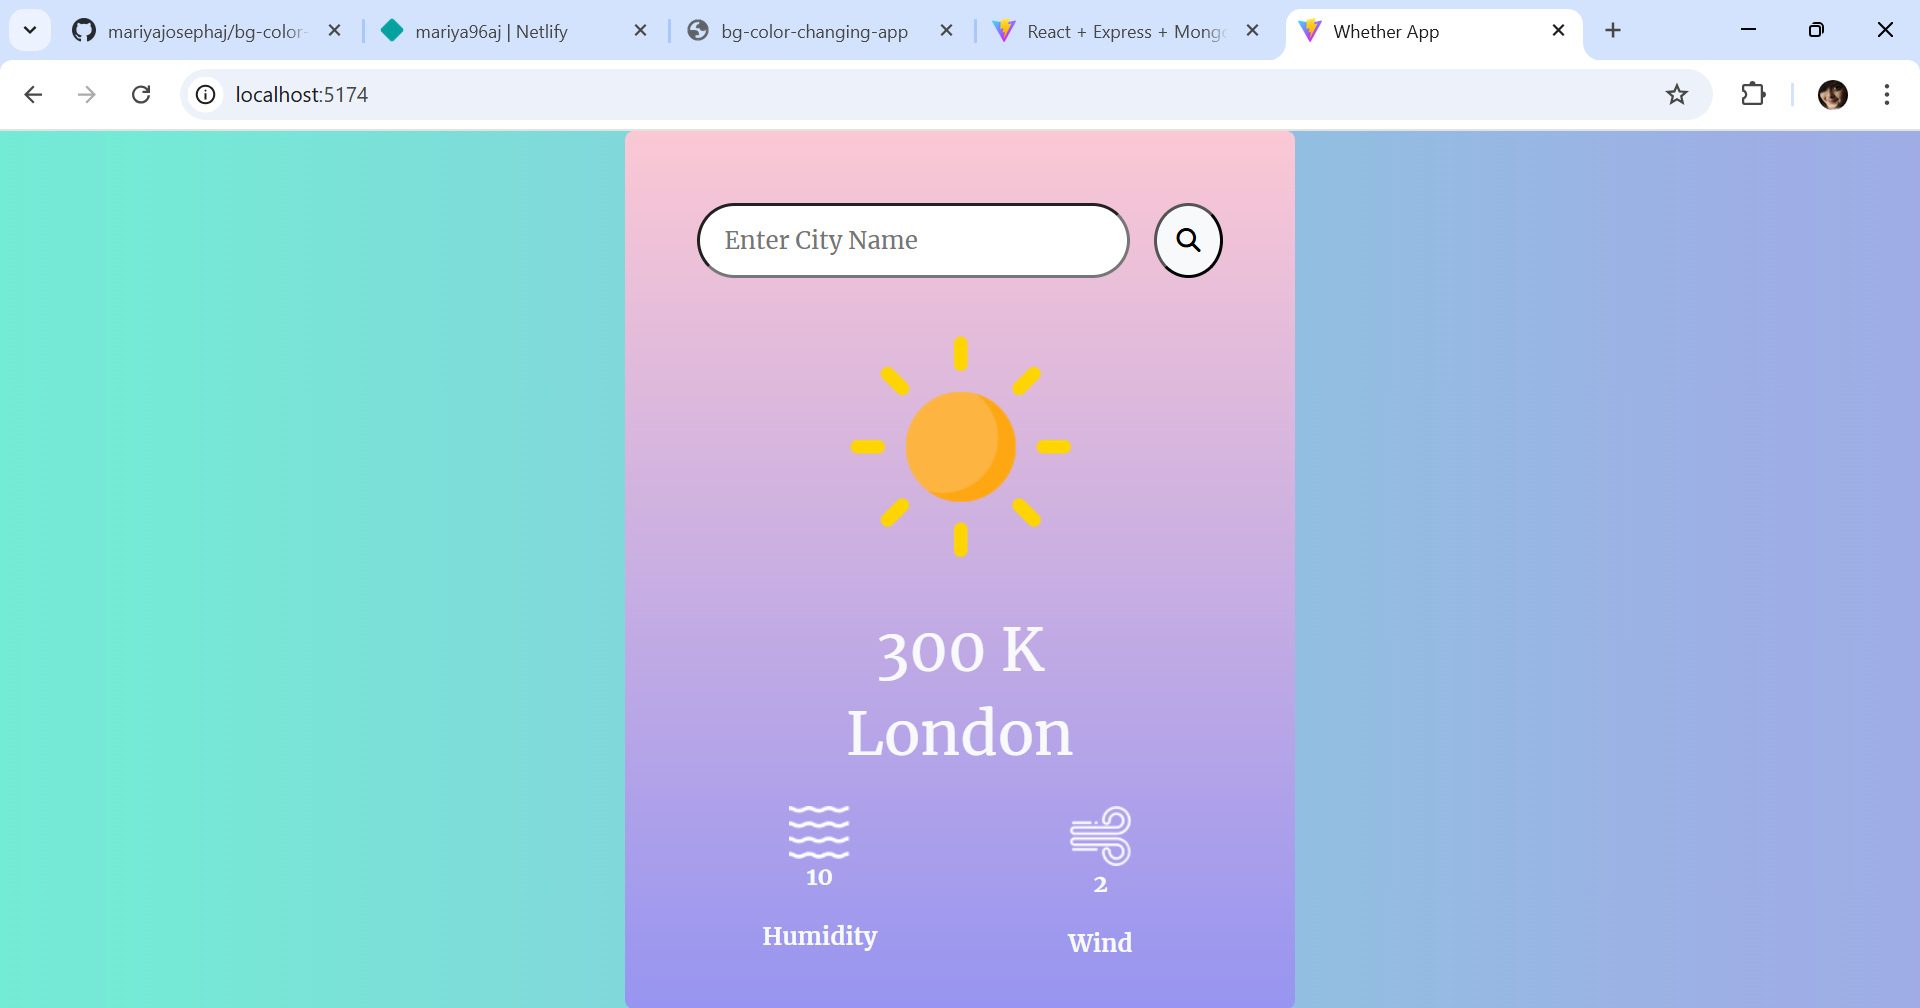 mariyajosephaj/bg-color-
mariya96aj | Netlify
bg-color-changing-app
React + Express + Mong
Whether App
localhost:5174
Enter City Name
300 K
London
10
2
Humidity
Wind